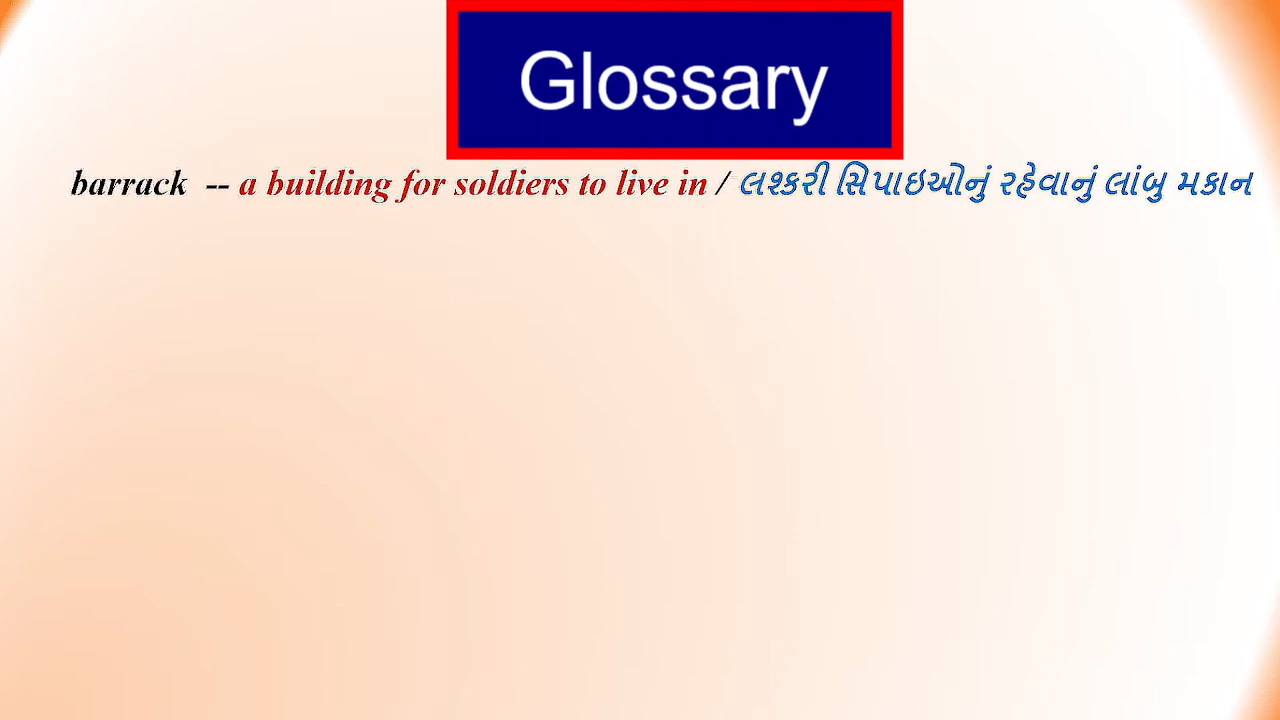 Glossary
barrack -- a building for soldiers to live in / લશ્કરી સિપાઇઓનું રહેવાનું લાંબુ મકાન